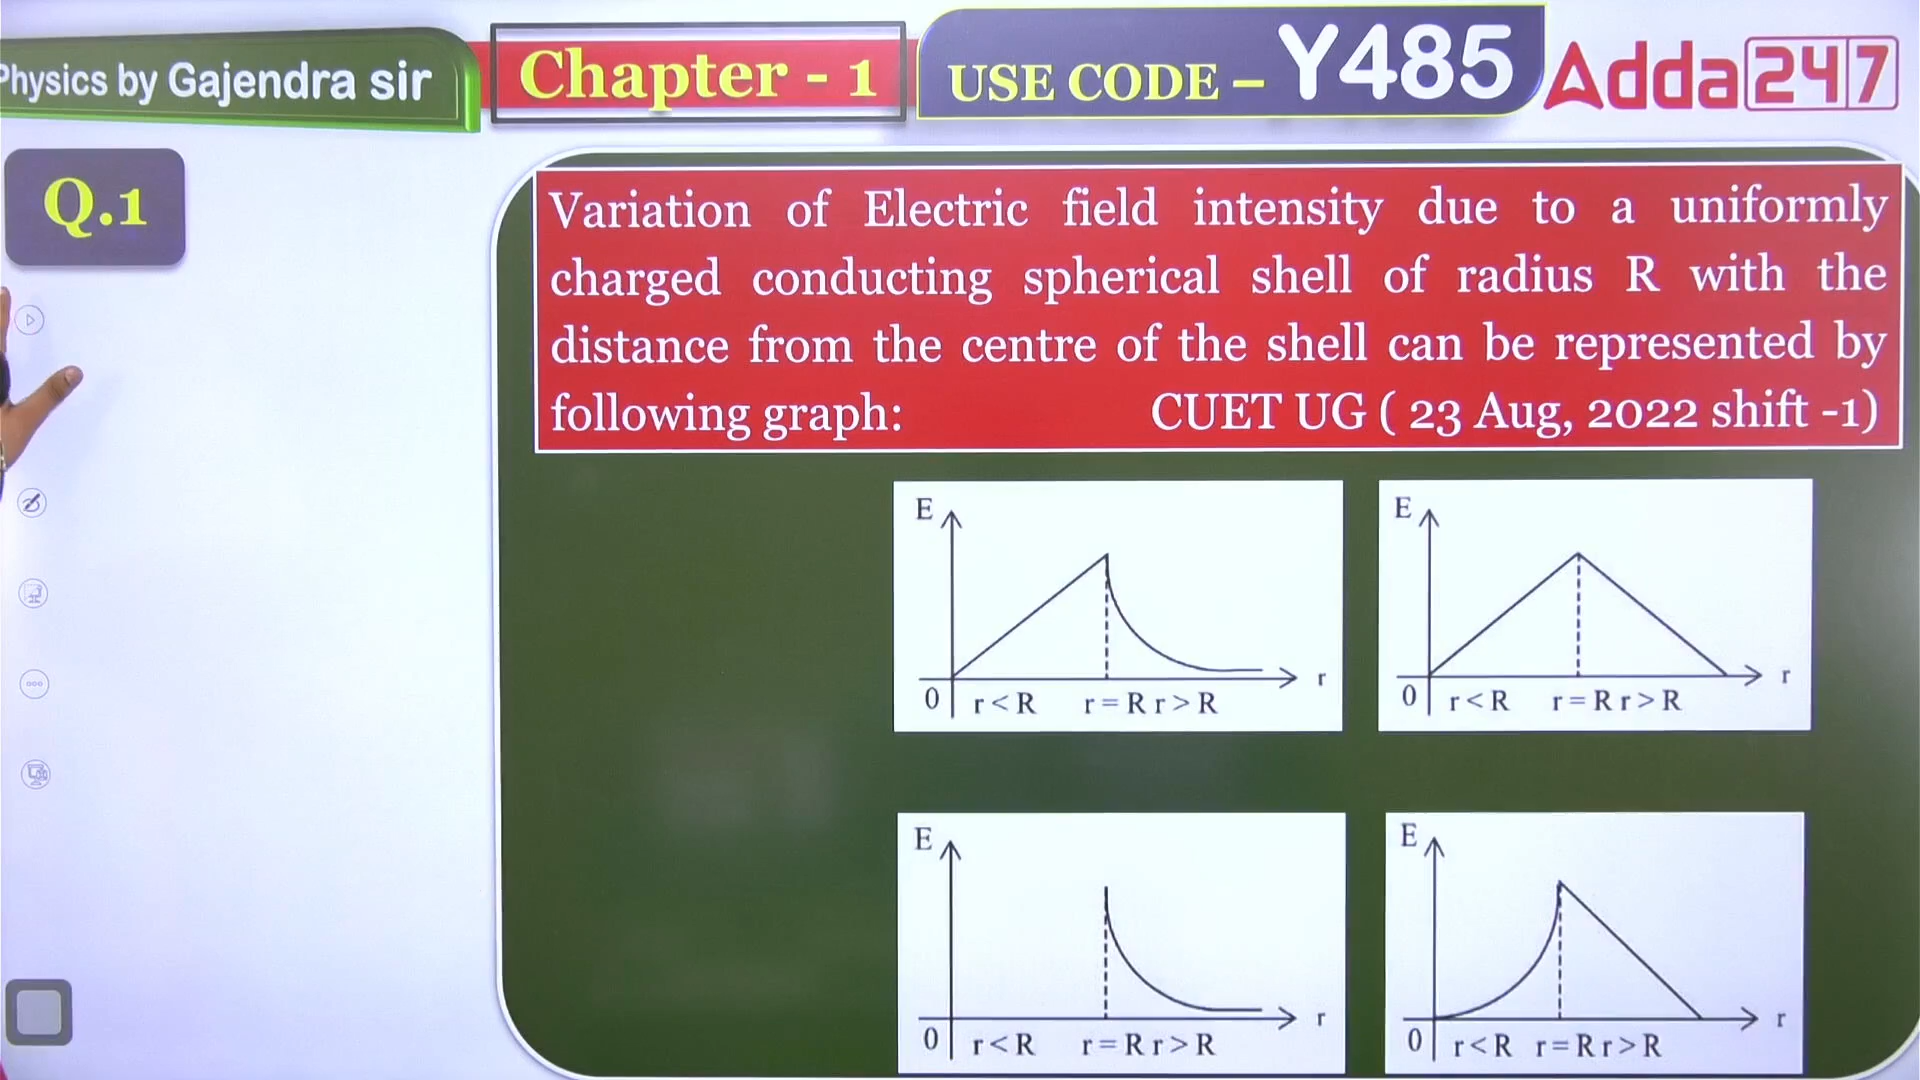 Physics by Gajendra sir
Chapter - 1
USE CODE – Y485
Adda247
Q.1
Variation of Electric field intensity due to a uniformly
charged conducting spherical shell of radius R with the
distance from the centre of the shell can be represented by
following graph: CUET UG ( 23 Aug, 2022 shift -1)
E
0 r < R r = R r > R r
E
0 r < R r = R r > R r
E
0 r < R r = R r > R r
E
0 r < R r = R r > R r